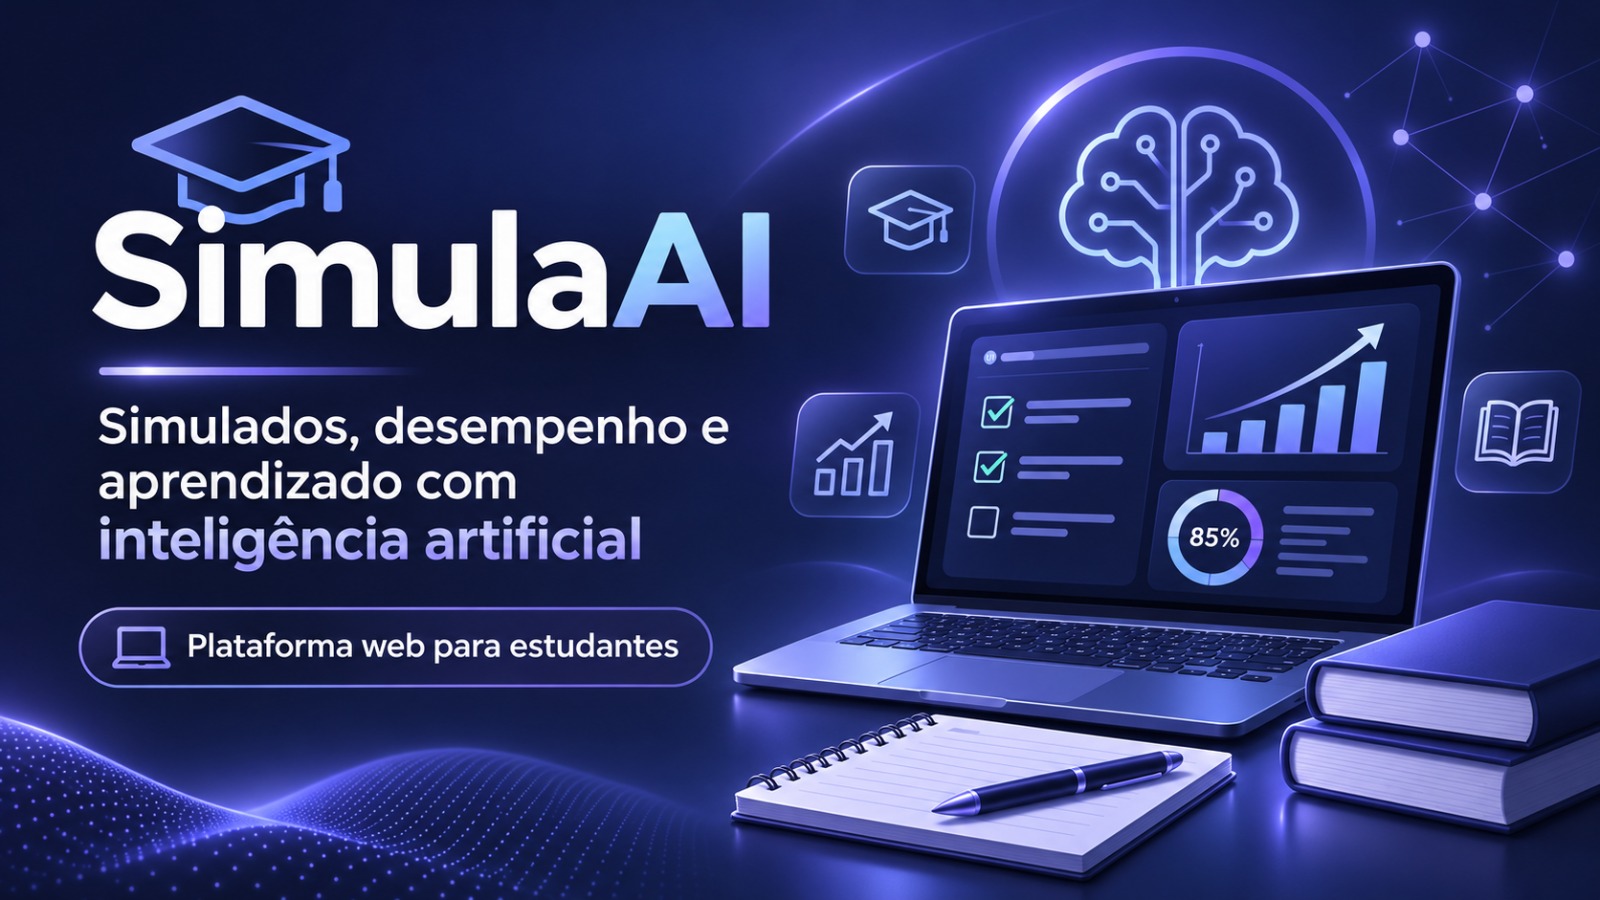 SimulaAI
Simulados, desempenho e
aprendizado com
inteligência artificial
Plataforma web para estudantes
85%